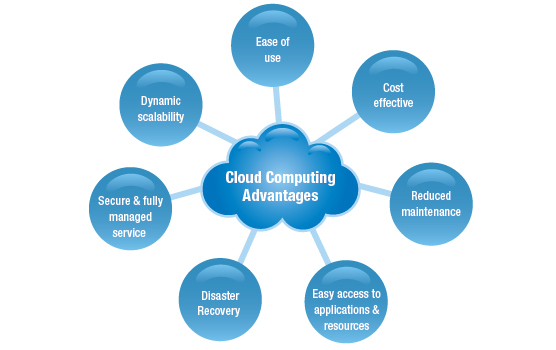 Ease of
use
Cost
effective
Reduced
maintenance
Easy access to
applications &
resources
Disaster
Recovery
Secure & fully
managed
service
Dynamic
scalability
Cloud Computing
Advantages